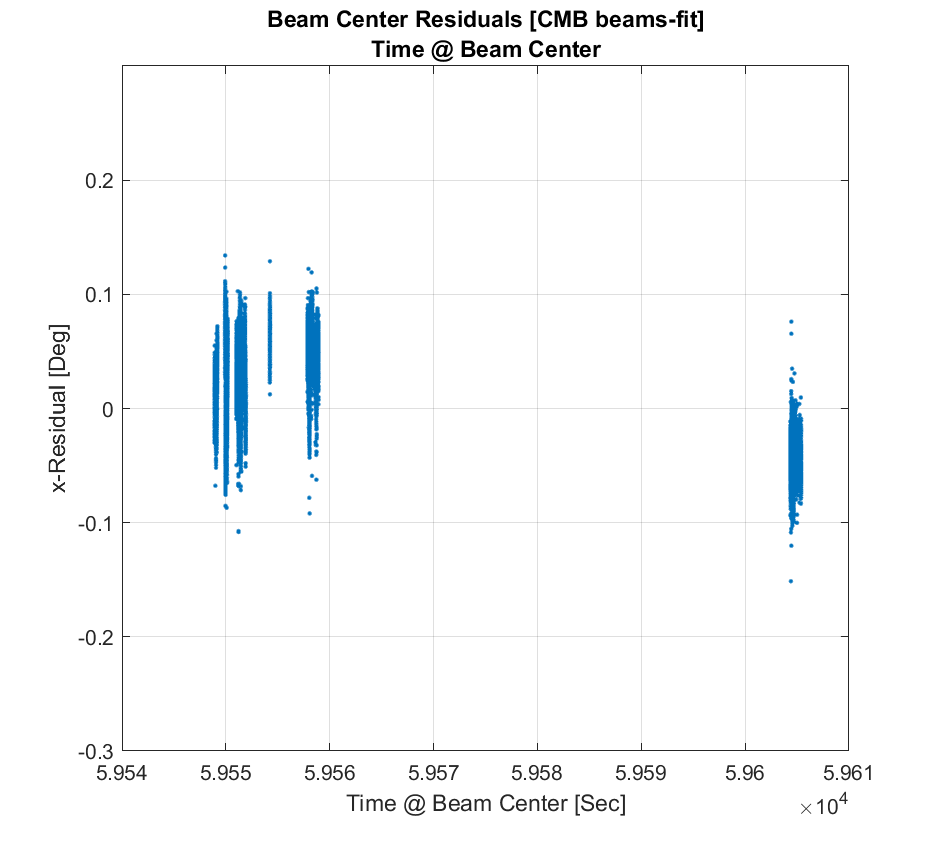 Beam Center Residuals [CMB beams-fit]
Time @ Beam Center
x-Residual [Deg]
0.2
0.1
0
-0.1
-0.2
-0.3
5.954 5.955 5.956 5.957 5.958 5.959 5.96 5.961
Time @ Beam Center [Sec]
×10⁴